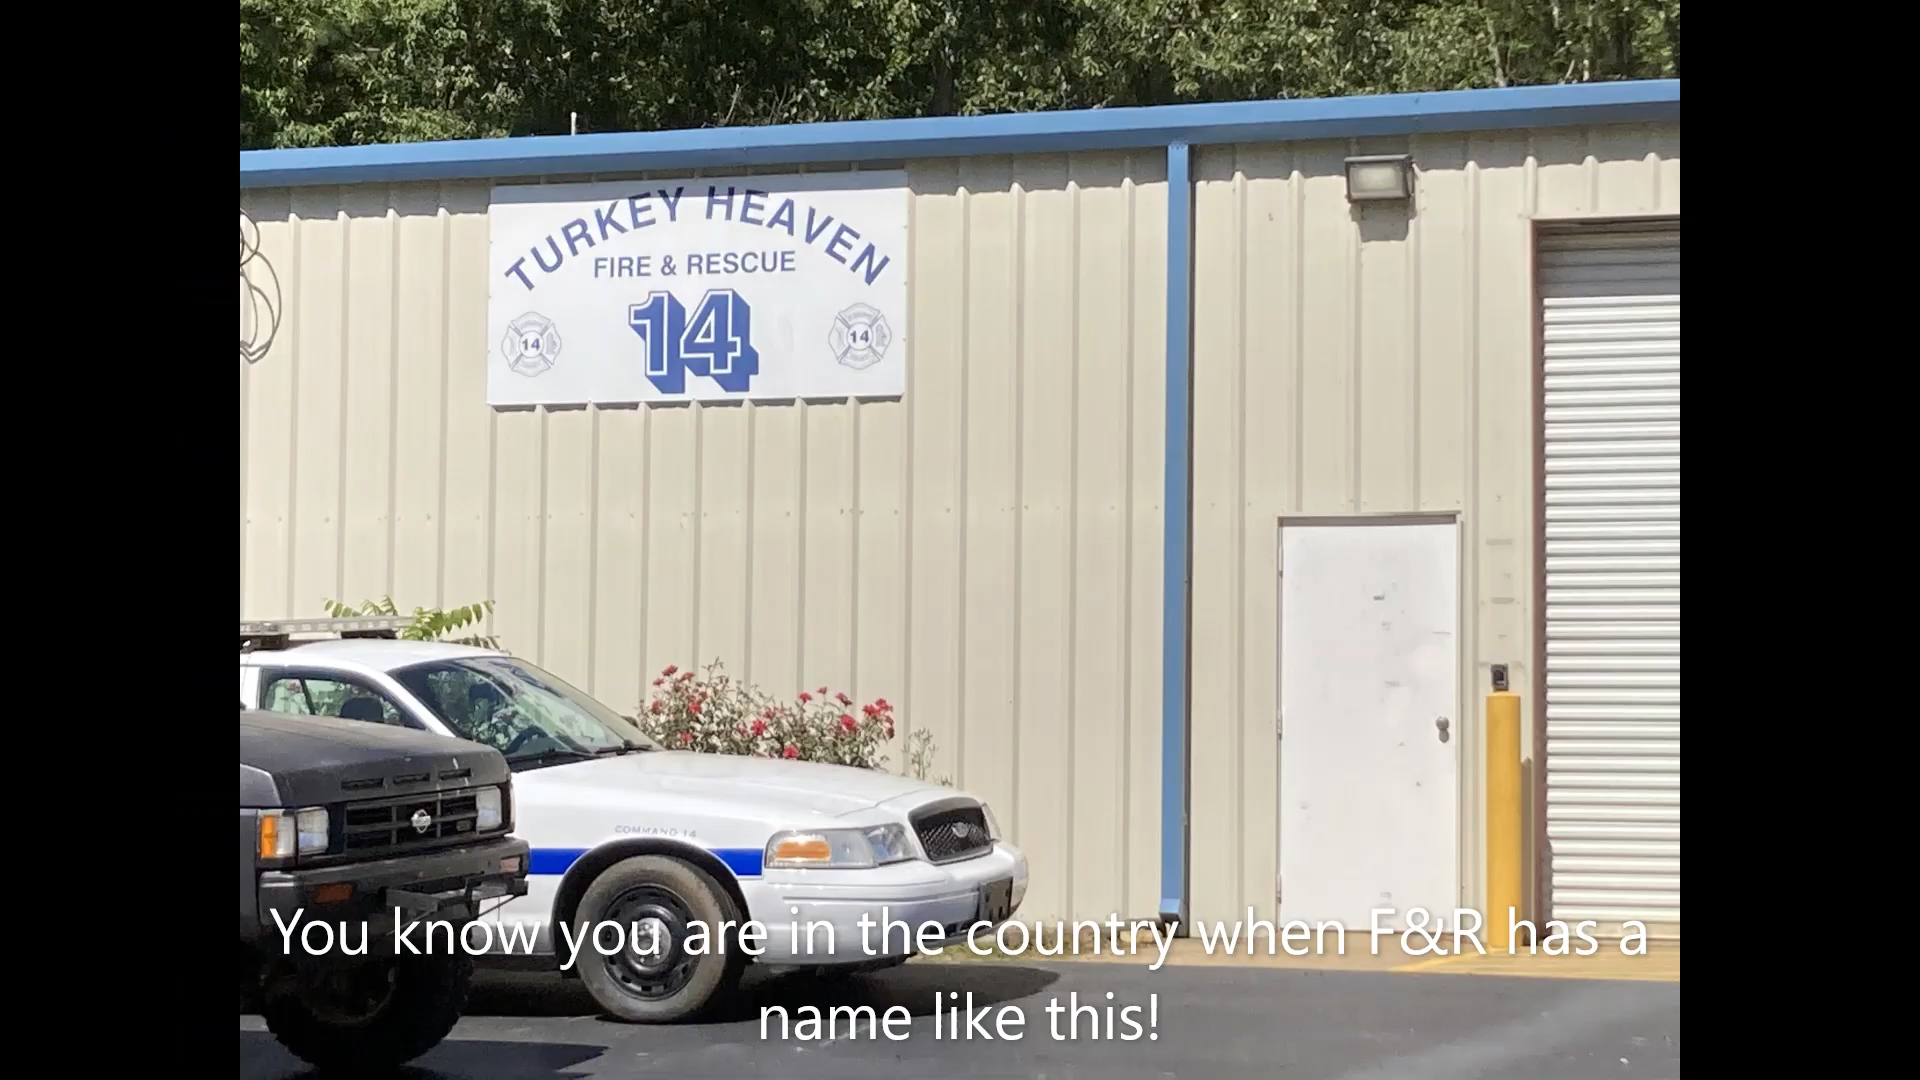 TURKEY HEAVEN
FIRE & RESCUE
14
14
14
COMMAND 14
You know you are in the country when F&R has a
name like this!